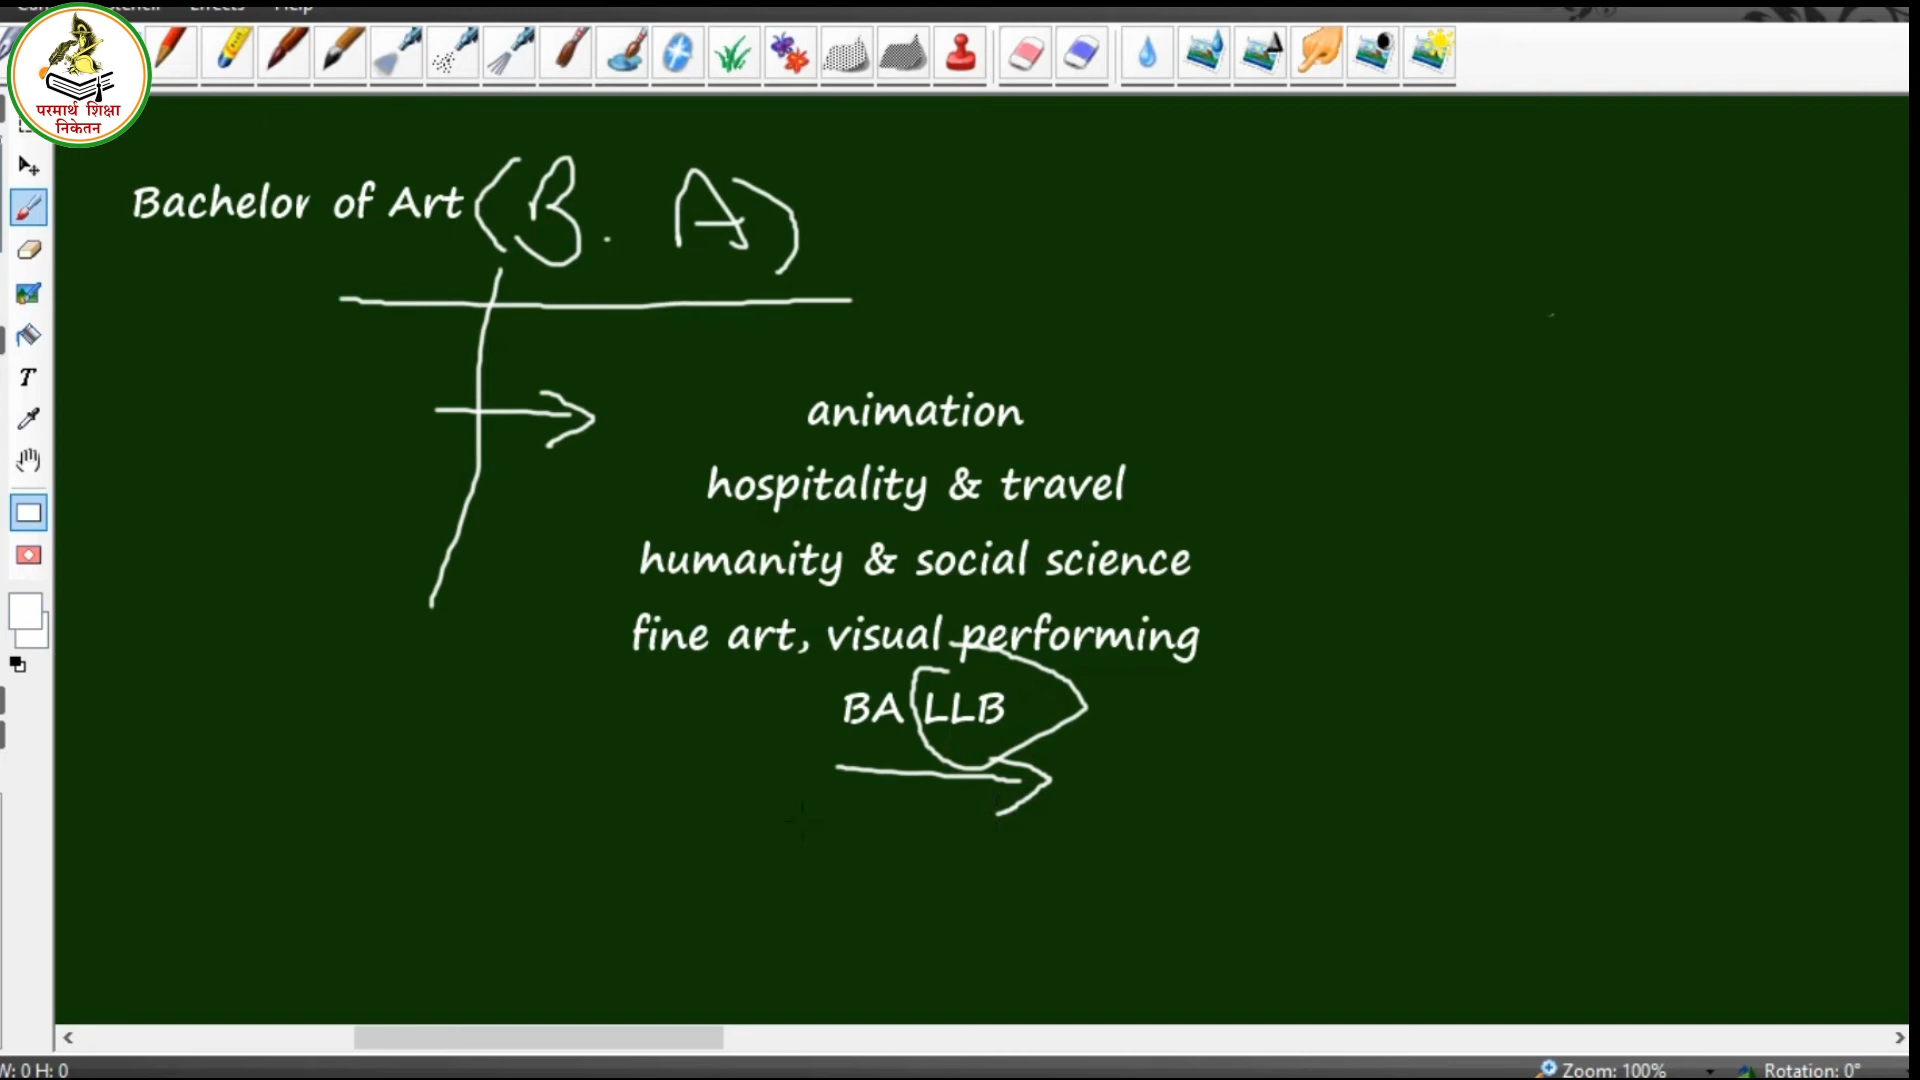 परमार्थ शिक्षा
निकेतन
Bachelor of Art (B. A)
animation
hospitality & travel
humanity & social science
fine art, visual performing
BA LLB
W: 0 H: 0
Zoom: 100%
Rotation: 0°